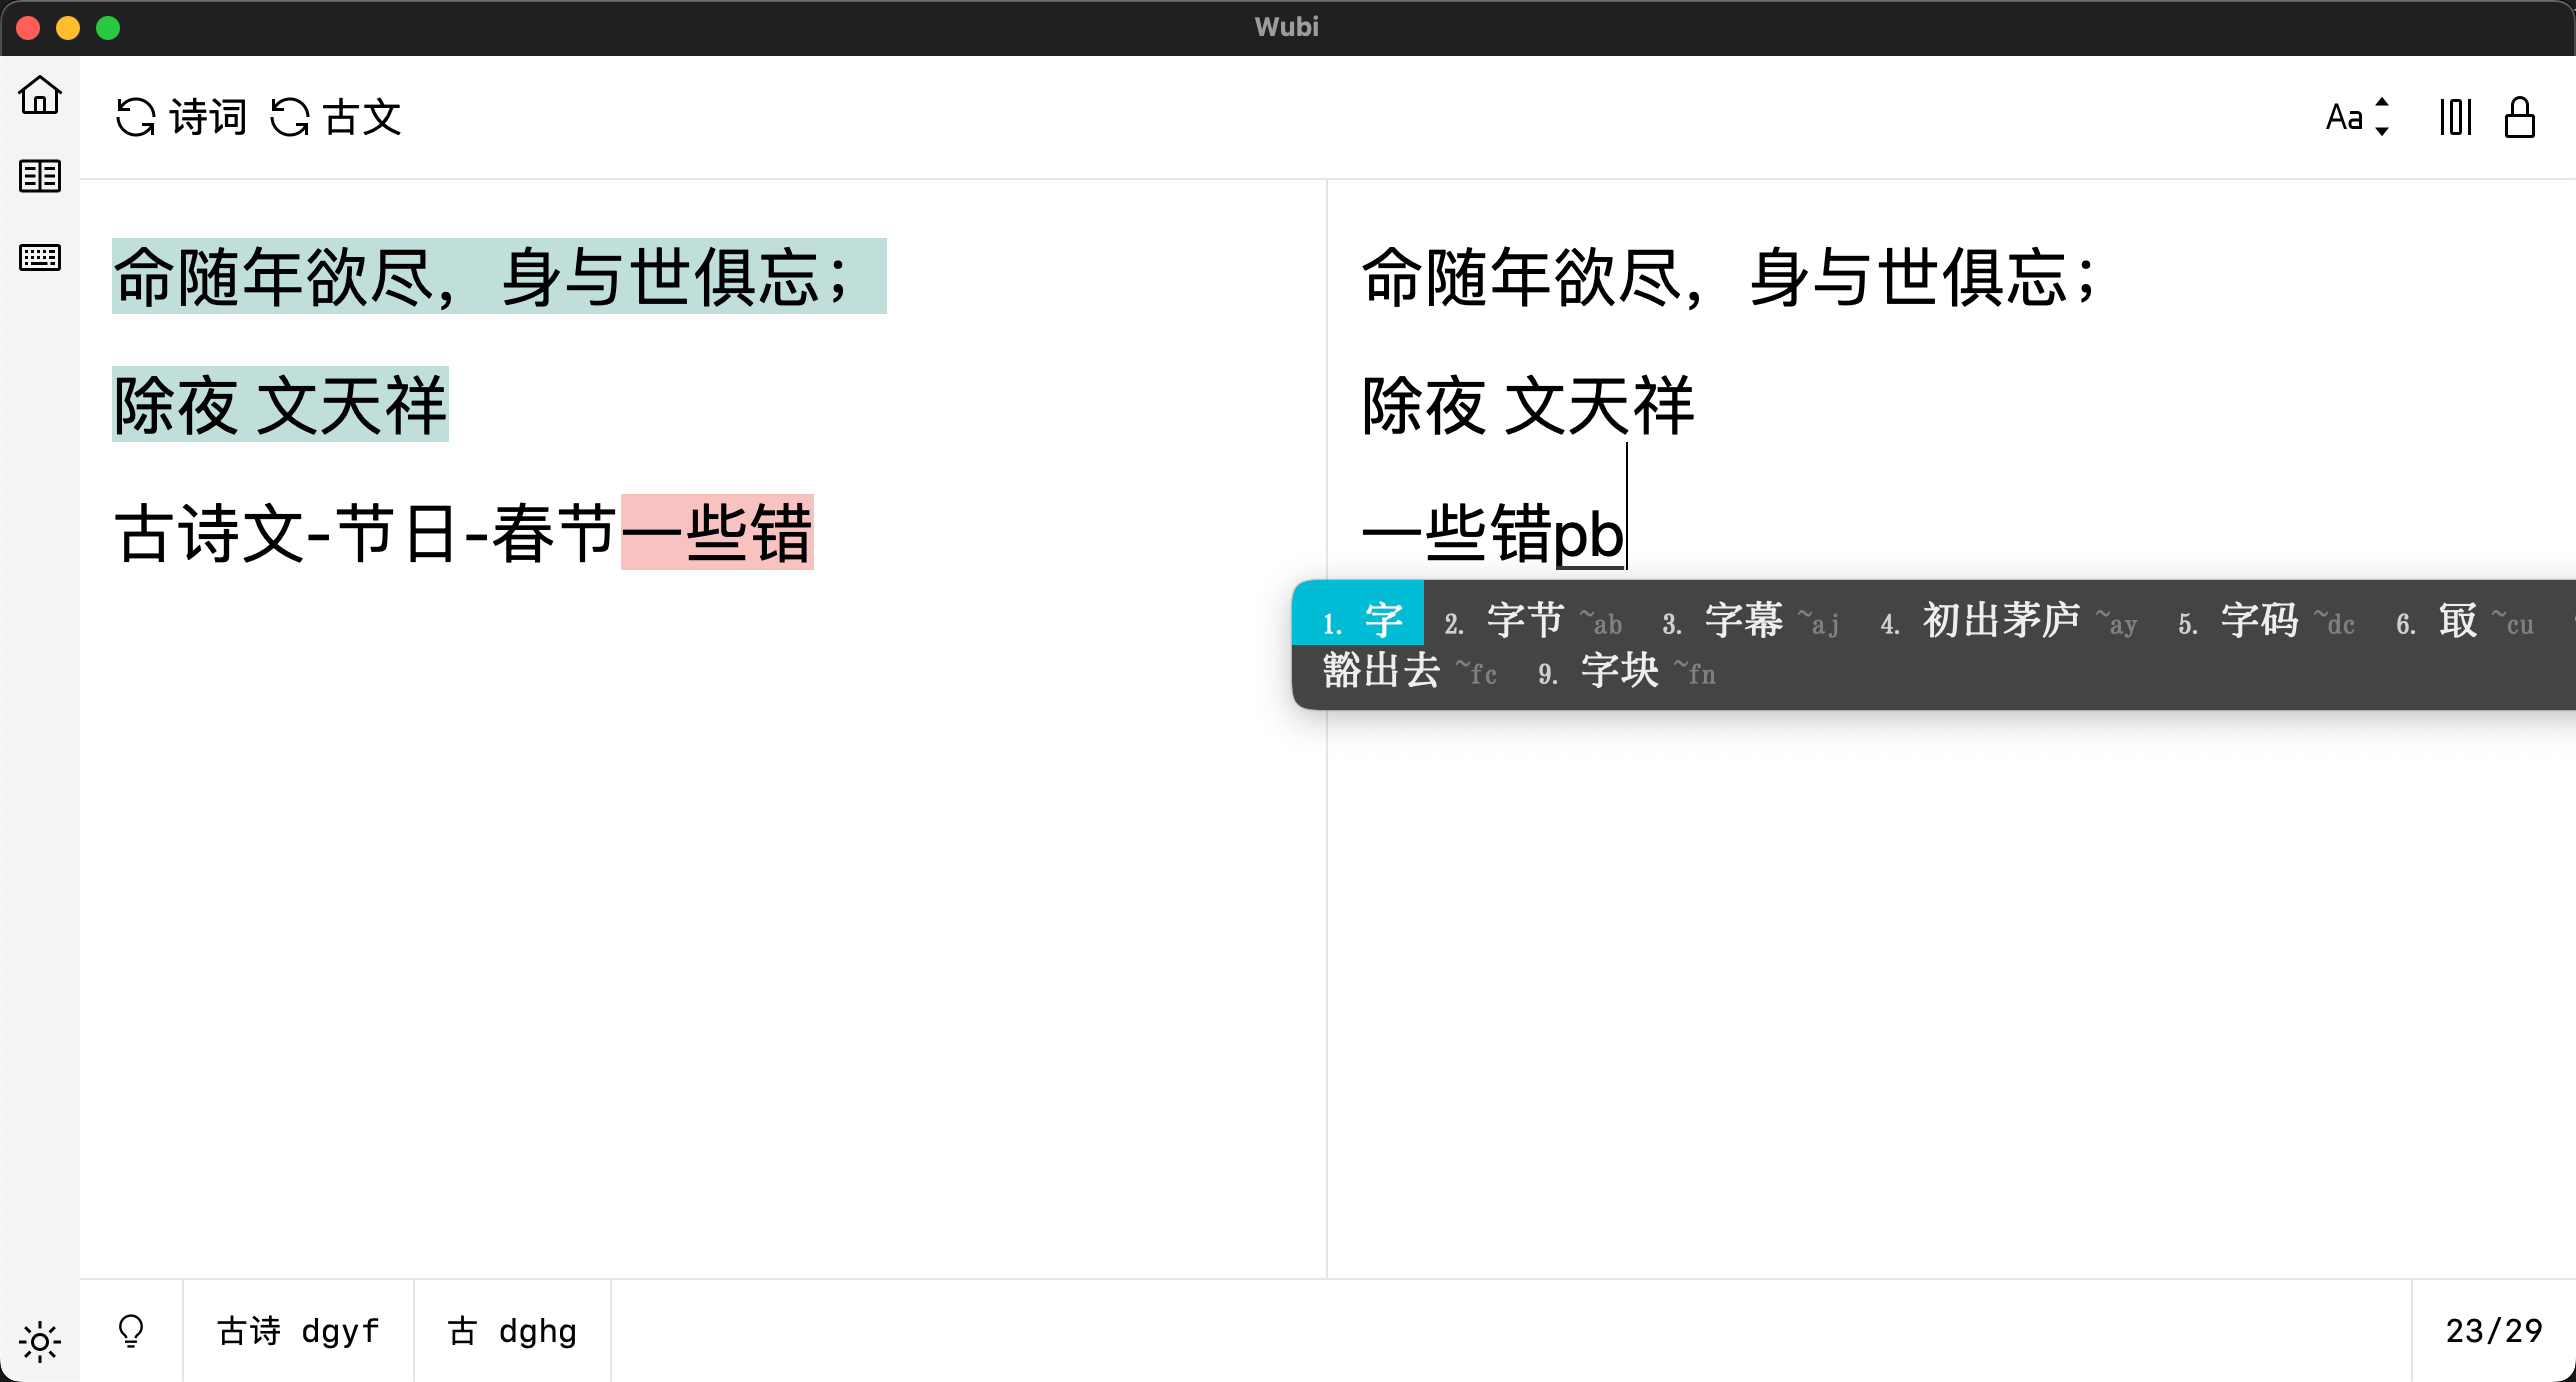 Wubi
诗词 古文 Aa
命随年欲尽，身与世俱忘；
除夜 文天祥
古诗文-节日-春节一些错
命随年欲尽，身与世俱忘；
除夜 文天祥
一些错pb
1. 字 2. 字节 ~ab 3. 字幕 ~aj 4. 初出茅庐 ~ay 5. 字码 ~dc 6. 冣 ~cu
豁出去 ~fc 9. 字块 ~fn
古诗 dgyf 古 dghg 23/29